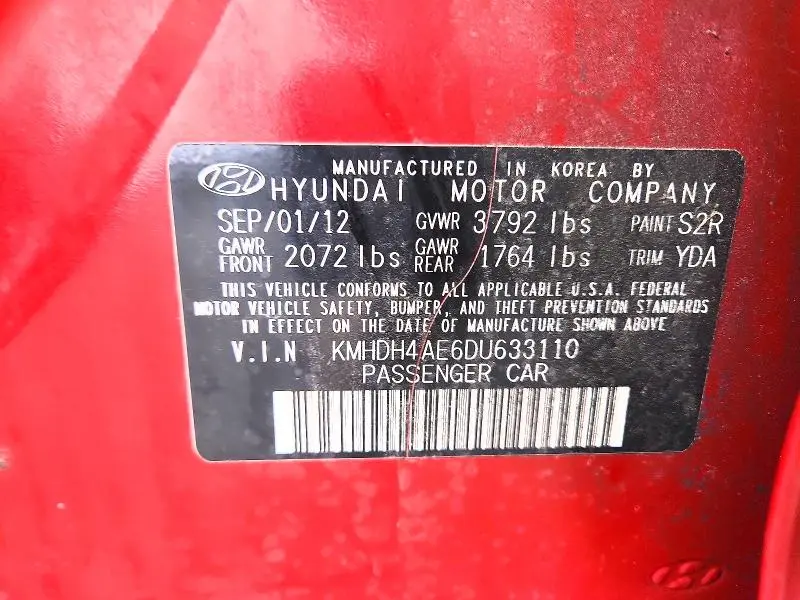 MANUFACTURED IN KOREA BY
HYUNDAI MOTOR COMPANY
SEP/01/12 GVWR 3792 lbs PAINT S2R
GAWR FRONT 2072 lbs GAWR REAR 1764 lbs TRIM YDA
THIS VEHICLE CONFORMS TO ALL APPLICABLE U.S.A. FEDERAL
MOTOR VEHICLE SAFETY, BUMPER, AND THEFT PREVENTION STANDARDS
IN EFFECT ON THE DATE OF MANUFACTURE SHOWN ABOVE
V.I.N KMHDH4AE6DU633110
PASSENGER CAR